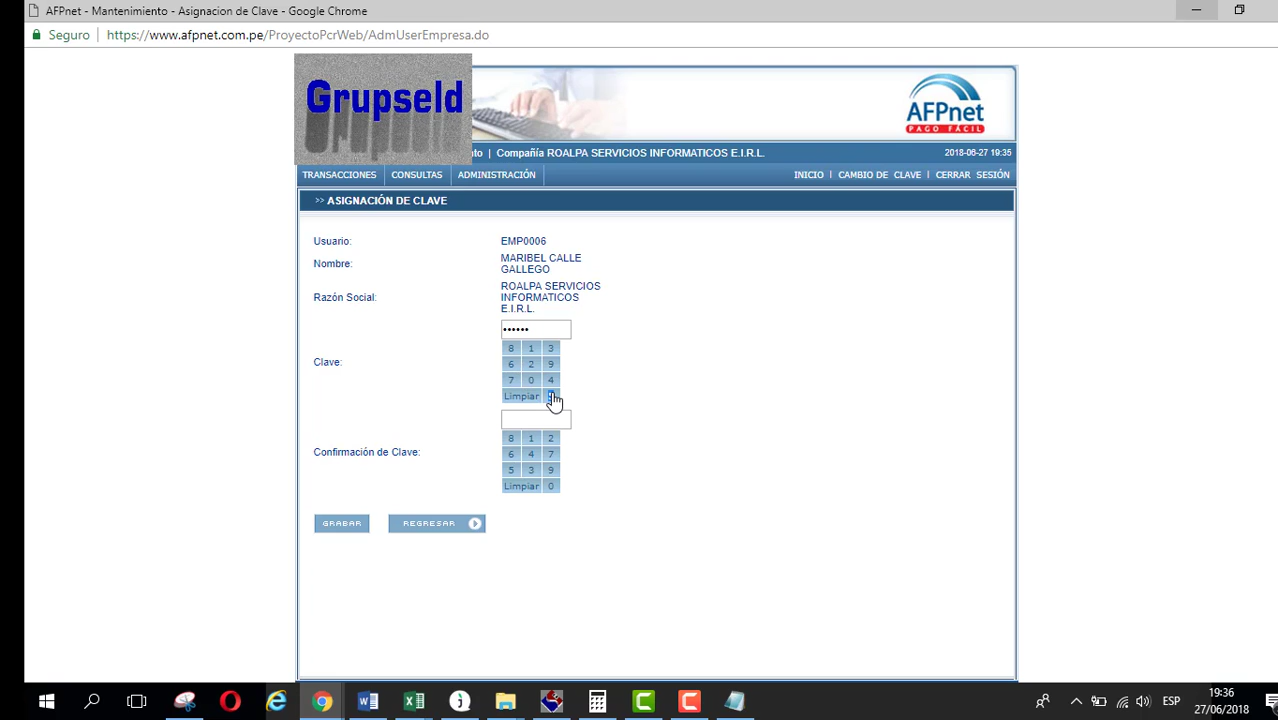 AFPnet - Mantenimiento - Asignacion de Clave - Google Chrome
Seguro | https://www.afpnet.com.pe/ProyectoPcrWeb/AdmUserEmpresa.do
Grupseld
AFPnet
PAGO FÁCIL
| Compañía ROALPA SERVICIOS INFORMATICOS E.I.R.L. 2018-06-27 19:35
TRANSACCIONES CONSULTAS ADMINISTRACIÓN INICIO | CAMBIO DE CLAVE | CERRAR SESIÓN
>> ASIGNACIÓN DE CLAVE
Usuario: EMP0006
Nombre: MARIBEL CALLE
GALLEGO
Razón Social: ROALPA SERVICIOS
INFORMATICOS
E.I.R.L.
••••••
Clave:
8 1 3
6 2 9
7 0 4
Limpiar
Confirmación de Clave:
8 1 2
6 4 7
5 3 9
Limpiar 0
GRABAR REGRESAR
ESP
19:36
27/06/2018